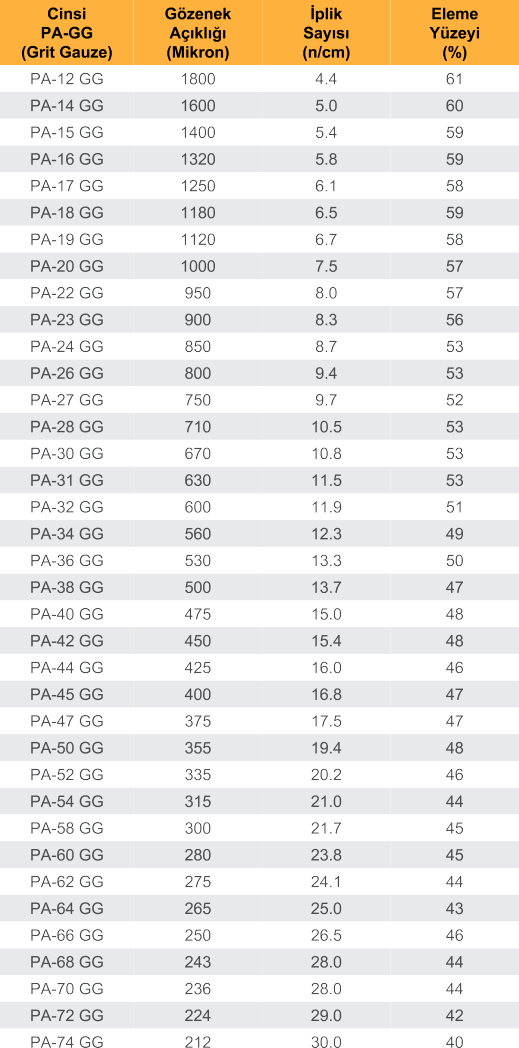 Cinsi PA-GG (Grit Gauze) Gözenek Açıklığı (Mikron) İplik Sayısı (n/cm) Eleme Yüzeyi (%)
PA-12 GG 1800 4.4 61
PA-14 GG 1600 5.0 60
PA-15 GG 1400 5.4 59
PA-16 GG 1320 5.8 59
PA-17 GG 1250 6.1 58
PA-18 GG 1180 6.5 59
PA-19 GG 1120 6.7 58
PA-20 GG 1000 7.5 57
PA-22 GG 950 8.0 57
PA-23 GG 900 8.3 56
PA-24 GG 850 8.7 53
PA-26 GG 800 9.4 53
PA-27 GG 750 9.7 52
PA-28 GG 710 10.5 53
PA-30 GG 670 10.8 53
PA-31 GG 630 11.5 53
PA-32 GG 600 11.9 51
PA-34 GG 560 12.3 49
PA-36 GG 530 13.3 50
PA-38 GG 500 13.7 47
PA-40 GG 475 15.0 48
PA-42 GG 450 15.4 48
PA-44 GG 425 16.0 46
PA-45 GG 400 16.8 47
PA-47 GG 375 17.5 47
PA-50 GG 355 19.4 48
PA-52 GG 335 20.2 46
PA-54 GG 315 21.0 44
PA-58 GG 300 21.7 45
PA-60 GG 280 23.8 45
PA-62 GG 275 24.1 44
PA-64 GG 265 25.0 43
PA-66 GG 250 26.5 46
PA-68 GG 243 28.0 44
PA-70 GG 236 28.0 44
PA-72 GG 224 29.0 42
PA-74 GG 212 30.0 40